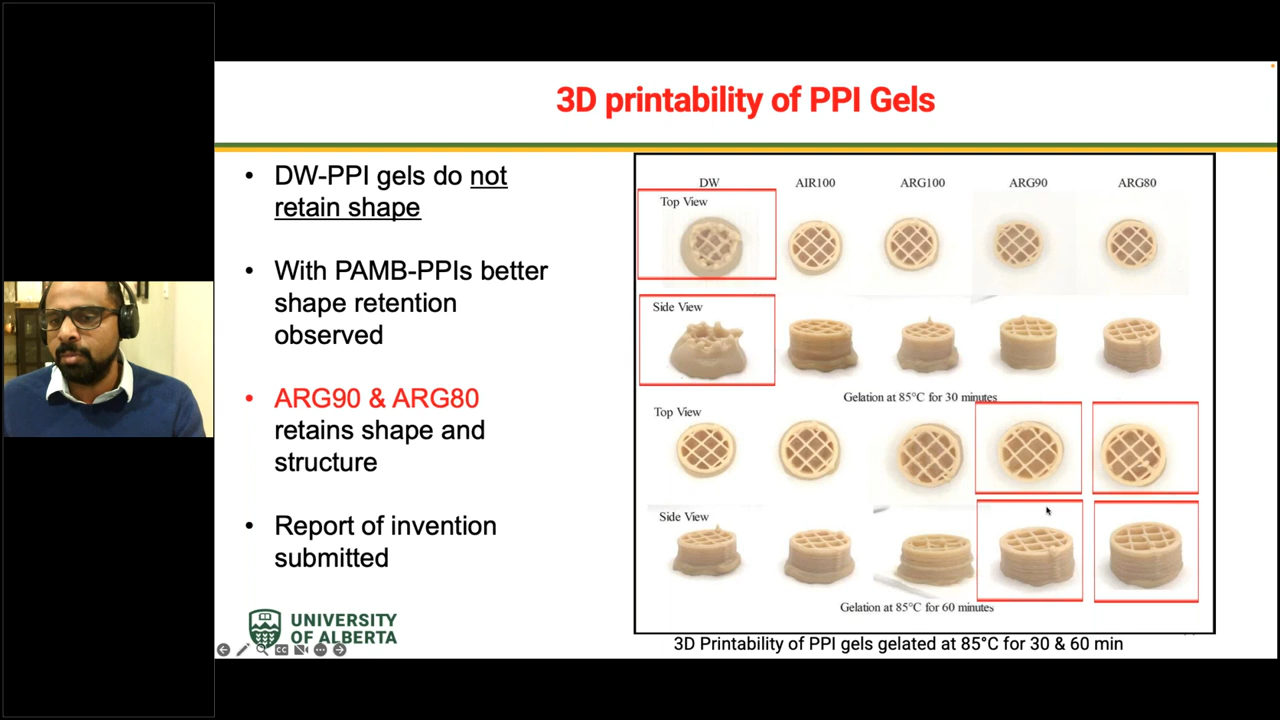 3D printability of PPI Gels
• DW-PPI gels do not
retain shape
• With PAMB-PPIs better
shape retention
observed
• ARG90 & ARG80
retains shape and
structure
• Report of invention
submitted
UNIVERSITY
OF ALBERTA
DW AIR100 ARG100 ARG90 ARG80
Top View
Side View
Gelation at 85°C for 30 minutes
Top View
Side View
Gelation at 85°C for 60 minutes
3D Printability of PPI gels gelated at 85°C for 30 & 60 min